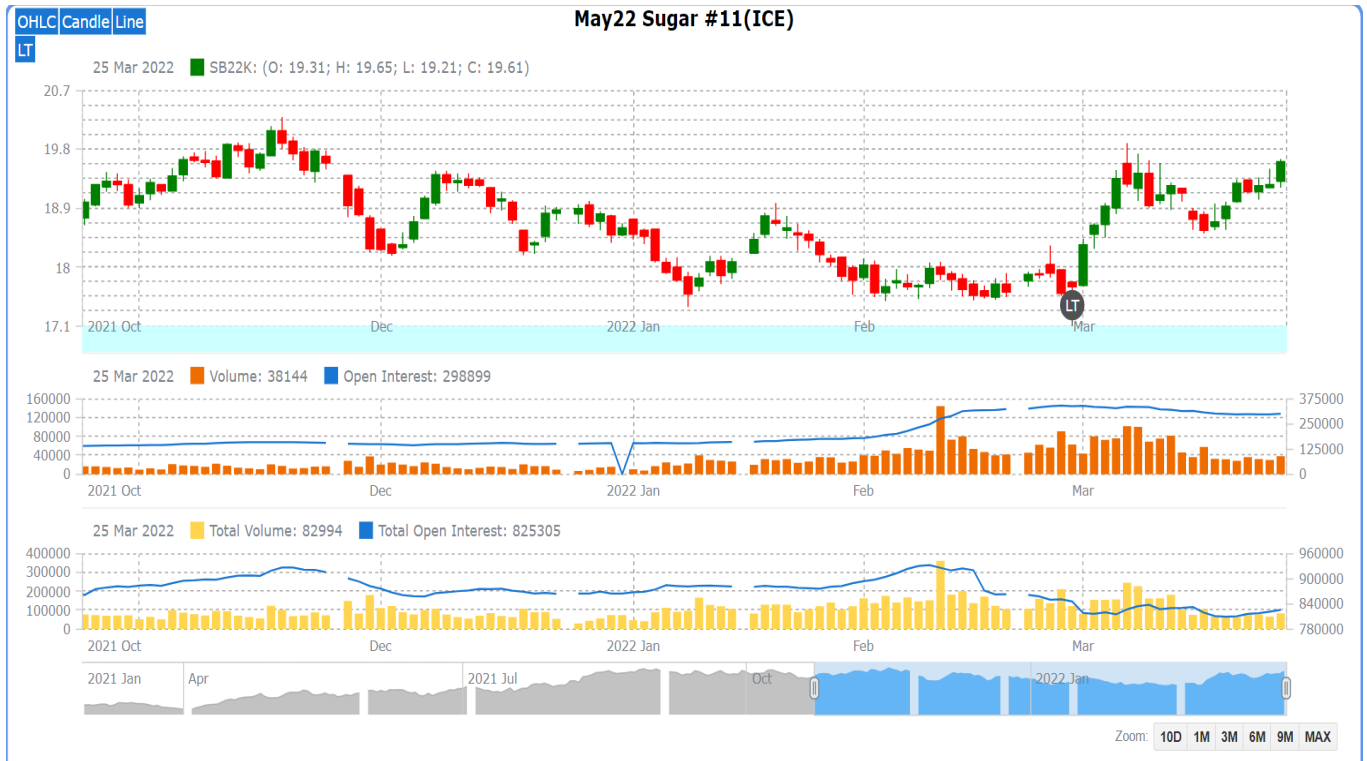 May22 Sugar #11(ICE)
OHLC Candle Line
LT
25 Mar 2022 SB22K: (O: 19.31; H: 19.65; L: 19.21; C: 19.61)
20.7
19.8
18.9
18
17.1
LT
2021 Oct Dec 2022 Jan Feb Mar
25 Mar 2022 Volume: 38144 Open Interest: 298899
160000 375000
120000 250000
80000 125000
40000 0
0
2021 Oct Dec 2022 Jan Feb Mar
25 Mar 2022 Total Volume: 82994 Total Open Interest: 825305
400000 960000
300000 900000
200000 840000
100000 780000
0
2021 Oct Dec 2022 Jan Feb Mar
2021 Jan Apr 2021 Jul Oct 2022 Jan
Zoom: 10D 1M 3M 6M 9M MAX